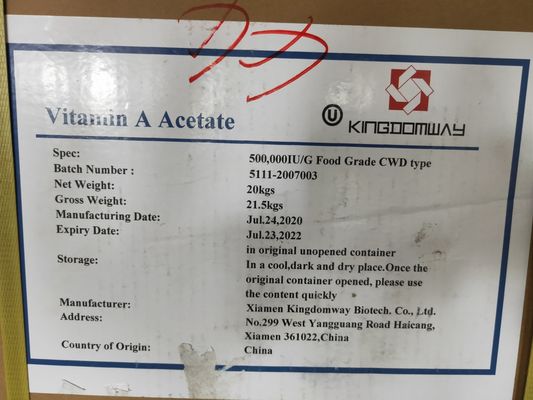 KINGDOMWAY
Vitamin A Acetate
Spec: 500,000IU/G Food Grade CWD type
Batch Number : 5111-2007003
Net Weight: 20kgs
Gross Weight: 21.5kgs
Manufacturing Date: Jul.24,2020
Expiry Date: Jul.23,2022
in original unopened container
Storage: In a cool,dark and dry place.Once the
original container opened, please use
the content quickly
Manufacturer: Xiamen Kingdomway Biotech. Co., Ltd.
Address: No.299 West Yangguang Road Haicang,
Xiamen 361022,China
Country of Origin: China